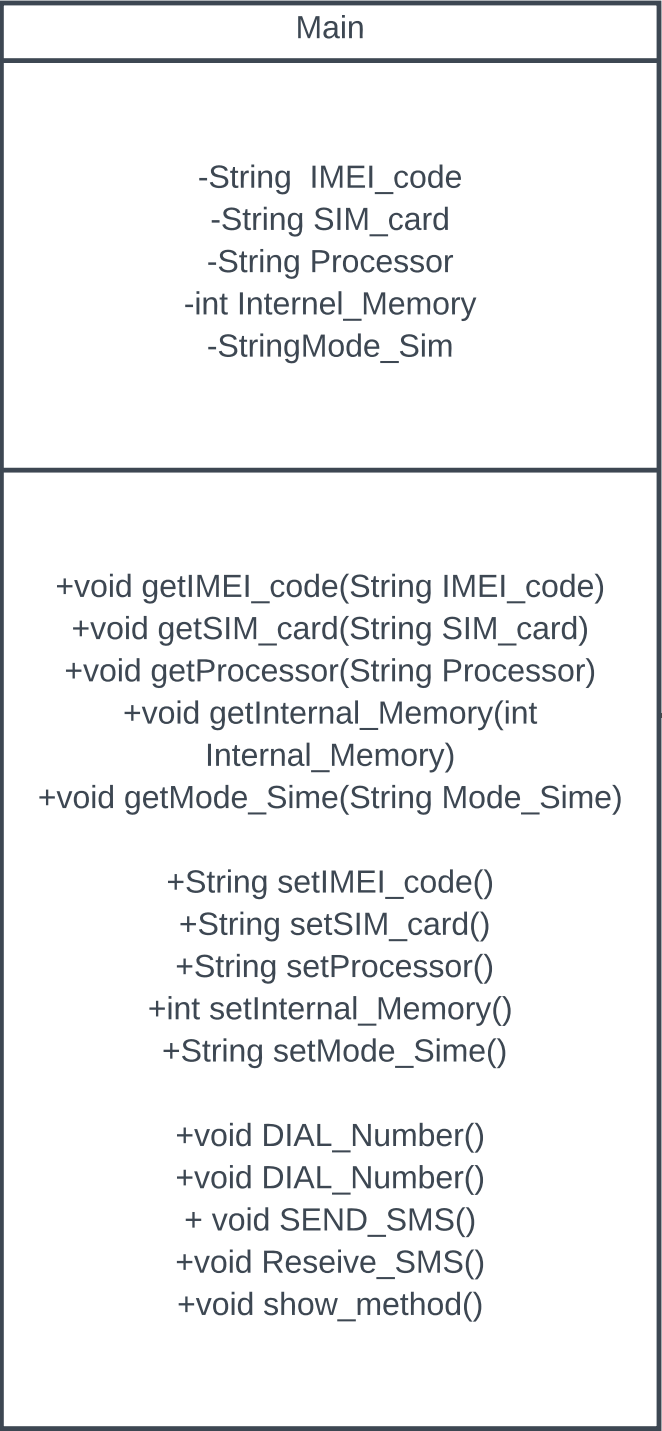 Main
-String  IMEI_code
-String SIM_card
-String Processor
-int Internel_Memory
-StringMode_Sim
+void getIMEI_code(String IMEI_code)
+void getSIM_card(String SIM_card)
+void getProcessor(String Processor)
+void getInternal_Memory(int
Internal_Memory)
+void getMode_Sime(String Mode_Sime)
+String setIMEI_code()
+String setSIM_card()
+String setProcessor()
+int setInternal_Memory()
+String setMode_Sime()
+void DIAL_Number()
+void DIAL_Number()
+ void SEND_SMS()
+void Reseive_SMS()
+void show_method()